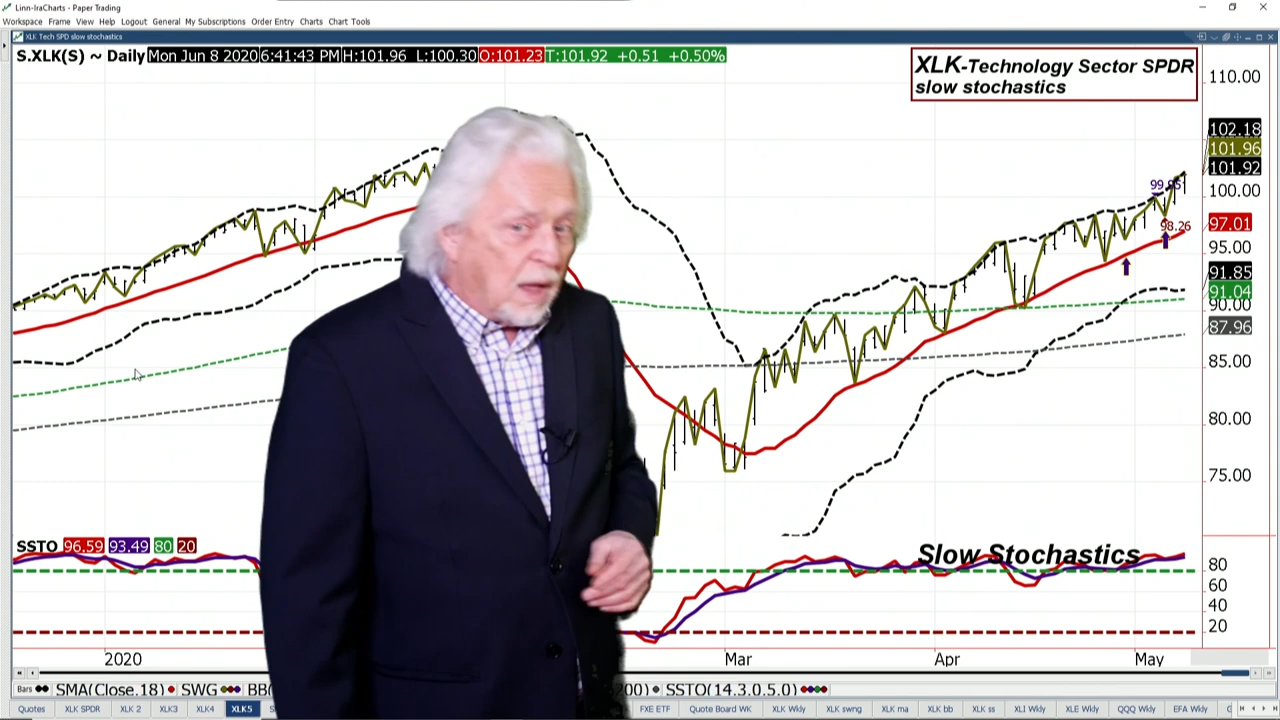 Linn-IraCharts - Paper Trading
Workspace Frame View Help Logout General My Subscriptions Order Entry Charts Chart Tools
XLK Tech SPD slow stochastics
S.XLK(S) ~ Daily Mon Jun 8 2020 6:41:43 PM H:101.96 L:100.30 O:101.23 T:101.92 +0.51 +0.50%
XLK-Technology Sector SPDR
slow stochastics
110.00
102.18
101.96
101.92
100.00
97.01
95.00
91.85
91.04
90.00
87.96
85.00
80.00
75.00
98.26
SSTO 96.59 93.49 80 20
Slow Stochastics
80
60
40
20
2020 Mar Apr May
Bars SMA(Close.18) SWG BB( 200) SSTO(14.3.0.5.0)
Quotes XLK SPDR XLK 2 XLK3 XLK4 XLK5 FXE ETF Quote Board WK XLK Wkly XLK swng XLK ma XLK bb XLK ss XLI Wkly XLE Wkly QQQ Wkly EFA Wkly